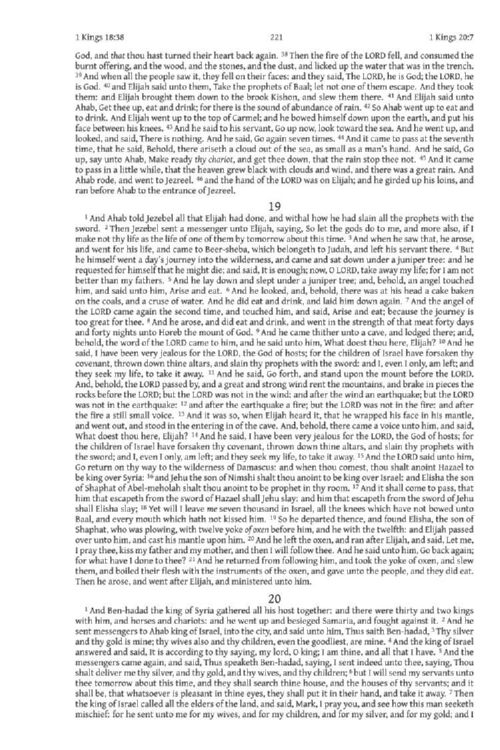 1 Kings 18:38 221 1 Kings 20:7
God, and that thou hast turned their heart back again. 38 Then the fire of the LORD fell, and consumed the
burnt offering, and the wood, and the stones, and the dust, and licked up the water that was in the trench.
39 And when all the people saw it, they fell on their faces: and they said, The LORD, he is God; the LORD, he
is God. 40 and Elijah said unto them, Take the prophets of Baal; let not one of them escape. And they took
them: and Elijah brought them down to the brook Kishon, and slew them there. 41 And Elijah said unto
Ahab, Get thee up, eat and drink; for there is the sound of abundance of rain. 42 So Ahab went up to eat and
to drink. And Elijah went up to the top of Carmel; and he bowed himself down upon the earth, and put his
face between his knees. 43 And he said to his servant, Go up now, look toward the sea. And he went up, and
looked, and said, There is nothing. And he said, Go again seven times. 44 And it came to pass at the seventh
time, that he said, Behold, there ariseth a cloud out of the sea, as small as a man's hand. And he said, Go
up, say unto Ahab, Make ready thy chariot, and get thee down, that the rain stop thee not. 45 And it came
to pass in a little while, that the heaven grew black with clouds and wind, and there was a great rain. And
Ahab rode, and went to Jezreel. 46 and the hand of the LORD was on Elijah; and he girded up his loins, and
ran before Ahab to the entrance of Jezreel.
19
1 And Ahab told Jezebel all that Elijah had done, and withal how he had slain all the prophets with the
sword. 2 Then Jezebel sent a messenger unto Elijah, saying, So let the gods do to me, and more also, if I
make not thy life as the life of one of them by tomorrow about this time. 3 And when he saw that, he arose,
and went for his life, and came to Beer-sheba, which belongeth to Judah, and left his servant there. 4 But
he himself went a day's journey into the wilderness, and came and sat down under a juniper tree: and he
requested for himself that he might die; and said, It is enough; now, O LORD, take away my life; for I am not
better than my fathers. 5 And he lay down and slept under a juniper tree; and, behold, an angel touched
him, and said unto him, Arise and eat. 6 And he looked, and, behold, there was at his head a cake baken
on the coals, and a cruse of water. And he did eat and drink, and laid him down again. 7 And the angel of
the LORD came again the second time, and touched him, and said, Arise and eat; because the journey is
too great for thee. 8 And he arose, and did eat and drink, and went in the strength of that meat forty days
and forty nights unto Horeb the mount of God. 9 And he came thither unto a cave, and lodged there; and,
behold, the word of the LORD came to him, and he said unto him, What doest thou here, Elijah? 10 And he
said, I have been very jealous for the LORD, the God of hosts; for the children of Israel have forsaken thy
covenant, thrown down thine altars, and slain thy prophets with the sword: and I, even I only, am left; and
they seek my life, to take it away. 11 And he said, Go forth, and stand upon the mount before the LORD.
And, behold, the LORD passed by, and a great and strong wind rent the mountains, and brake in pieces the
rocks before the LORD; but the LORD was not in the wind: and after the wind an earthquake; but the LORD
was not in the earthquake: 12 and after the earthquake a fire; but the LORD was not in the fire: and after
the fire a still small voice. 13 And it was so, when Elijah heard it, that he wrapped his face in his mantle,
and went out, and stood in the entering in of the cave. And, behold, there came a voice unto him, and said,
What doest thou here, Elijah? 14 And he said, I have been very jealous for the LORD, the God of hosts; for
the children of Israel have forsaken thy covenant, thrown down thine altars, and slain thy prophets with
the sword; and I, even I only, am left; and they seek my life, to take it away. 15 And the LORD said unto him,
Go return on thy way to the wilderness of Damascus: and when thou comest, thou shalt anoint Hazael to
be king over Syria: 16 and Jehu the son of Nimshi shalt thou anoint to be king over Israel: and Elisha the son
of Shaphat of Abel-meholah shalt thou anoint to be prophet in thy room. 17 And it shall come to pass, that
him that escapeth from the sword of Hazael shall Jehu slay: and him that escapeth from the sword of Jehu
shall Elisha slay; 18 Yet will I leave me seven thousand in Israel, all the knees which have not bowed unto
Baal, and every mouth which hath not kissed him. 19 So he departed thence, and found Elisha, the son of
Shaphat, who was plowing, with twelve yoke of oxen before him, and he with the twelfth: and Elijah passed
over unto him, and cast his mantle upon him. 20 And he left the oxen, and ran after Elijah, and said, Let me,
I pray thee, kiss my father and my mother, and then I will follow thee. And he said unto him, Go back again;
for what have I done to thee? 21 And he returned from following him, and took the yoke of oxen, and slew
them, and boiled their flesh with the instruments of the oxen, and gave unto the people, and they did eat.
Then he arose, and went after Elijah, and ministered unto him.
20
1 And Ben-hadad the king of Syria gathered all his host together: and there were thirty and two kings
with him, and horses and chariots: and he went up and besieged Samaria, and fought against it. 2 And he
sent messengers to Ahab king of Israel, into the city, and said unto him, Thus saith Ben-hadad, 3 Thy silver
and thy gold is mine; thy wives also and thy children, even the goodliest, are mine. 4 And the king of Israel
answered and said, It is according to thy saying, my lord, O king; I am thine, and all that I have. 5 And the
messengers came again, and said, Thus speaketh Ben-hadad, saying, I sent indeed unto thee, saying, Thou
shalt deliver me thy silver, and thy gold, and thy wives, and thy children; 6 but I will send my servants unto
thee tomorrow about this time, and they shall search thine house, and the houses of thy servants; and it
shall be, that whatsoever is pleasant in thine eyes, they shall put it in their hand, and take it away. 7 Then
the king of Israel called all the elders of the land, and said, Mark, I pray you, and see how this man seeketh
mischief: for he sent unto me for my wives, and for my children, and for my silver, and for my gold; and I